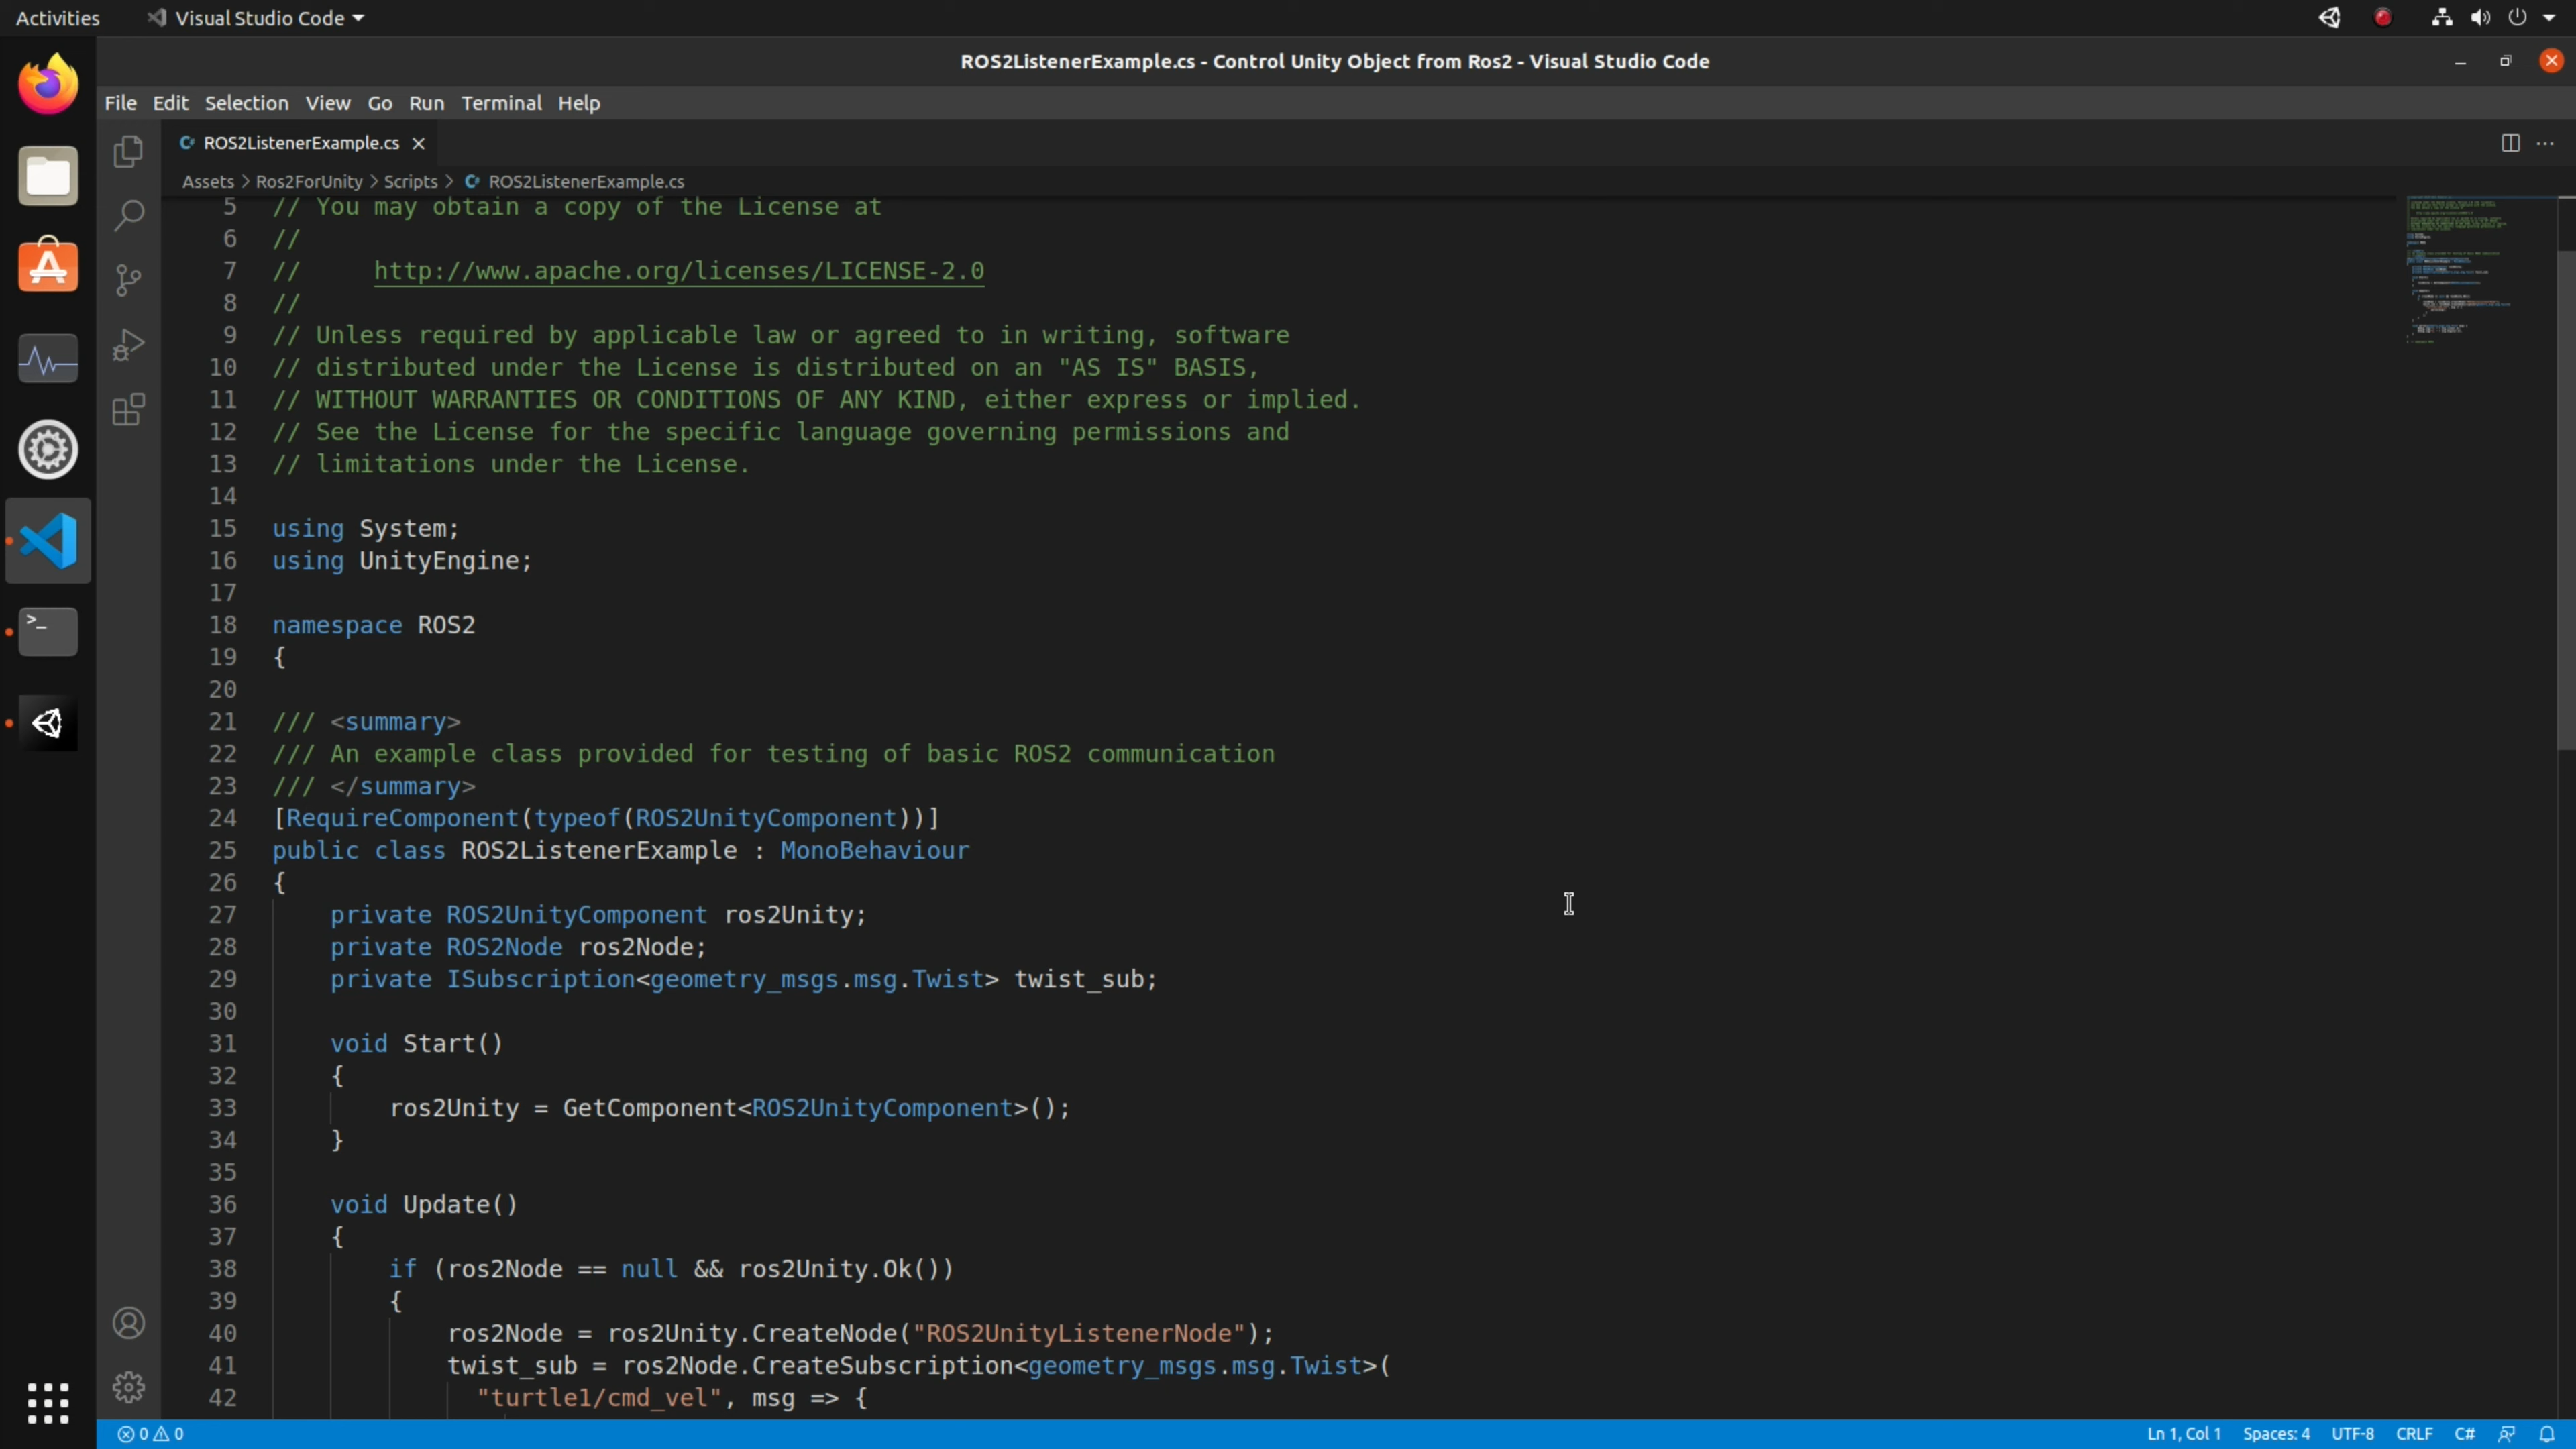 Activities
Visual Studio Code
ROS2ListenerExample.cs - Control Unity Object from Ros2 - Visual Studio Code
File Edit Selection View Go Run Terminal Help
ROS2ListenerExample.cs
Assets > Ros2ForUnity > Scripts > ROS2ListenerExample.cs
5 // You may obtain a copy of the License at
6 //
7 //     http://www.apache.org/licenses/LICENSE-2.0
8 //
9 // Unless required by applicable law or agreed to in writing, software
10 // distributed under the License is distributed on an "AS IS" BASIS,
11 // WITHOUT WARRANTIES OR CONDITIONS OF ANY KIND, either express or implied.
12 // See the License for the specific language governing permissions and
13 // limitations under the License.
14
15 using System;
16 using UnityEngine;
17
18 namespace ROS2
19 {
20
21 /// <summary>
22 /// An example class provided for testing of basic ROS2 communication
23 /// </summary>
24 [RequireComponent(typeof(ROS2UnityComponent))]
25 public class ROS2ListenerExample : MonoBehaviour
26 {
27     private ROS2UnityComponent ros2Unity;
28     private ROS2Node ros2Node;
29     private ISubscription<geometry_msgs.msg.Twist> twist_sub;
30
31     void Start()
32     {
33         ros2Unity = GetComponent<ROS2UnityComponent>();
34     }
35
36     void Update()
37     {
38         if (ros2Node == null && ros2Unity.Ok())
39         {
40             ros2Node = ros2Unity.CreateNode("ROS2UnityListenerNode");
41             twist_sub = ros2Node.CreateSubscription<geometry_msgs.msg.Twist>(
42               "turtle1/cmd_vel", msg => {
0 0
Ln 1, Col 1 Spaces: 4 UTF-8 CRLF C#